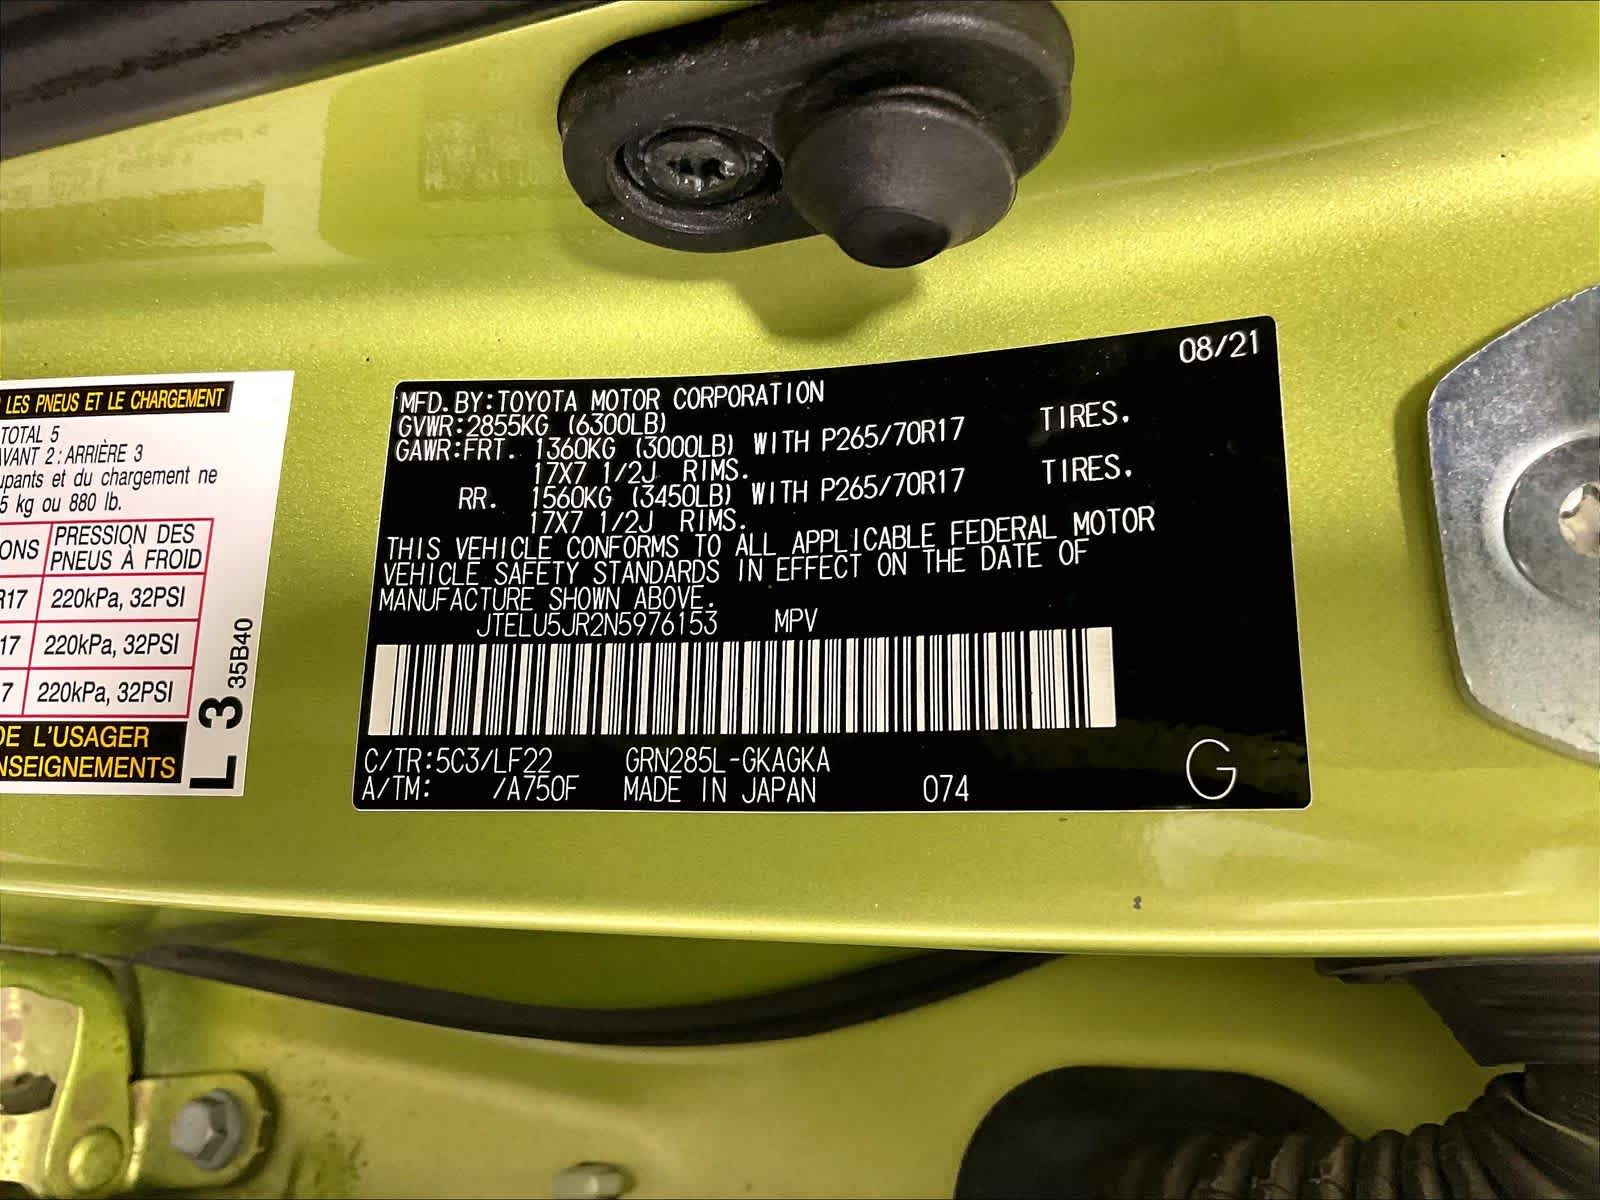 LES PNEUS ET LE CHARGEMENT
TOTAL 5
AVANT 2 : ARRIÈRE 3
upants et du chargement ne
5 kg ou 880 lb.
ONS PRESSION DES
PNEUS À FROID
R17 220kPa, 32PSI
17 220kPa, 32PSI
7 220kPa, 32PSI
DE L'USAGER
NSEIGNEMENTS
L 3 35B40
08/21
MFD. BY:TOYOTA MOTOR CORPORATION
GVWR:2855KG (6300LB)
GAWR:FRT. 1360KG (3000LB) WITH P265/70R17 TIRES.
17X7 1/2J RIMS.
RR. 1560KG (3450LB) WITH P265/70R17 TIRES.
17X7 1/2J RIMS.
THIS VEHICLE CONFORMS TO ALL APPLICABLE FEDERAL MOTOR
VEHICLE SAFETY STANDARDS IN EFFECT ON THE DATE OF
MANUFACTURE SHOWN ABOVE.
JTELU5JR2N5976153 MPV
C/TR:5C3/LF22 GRN285L-GKAGKA
A/TM: /A750F MADE IN JAPAN 074
G